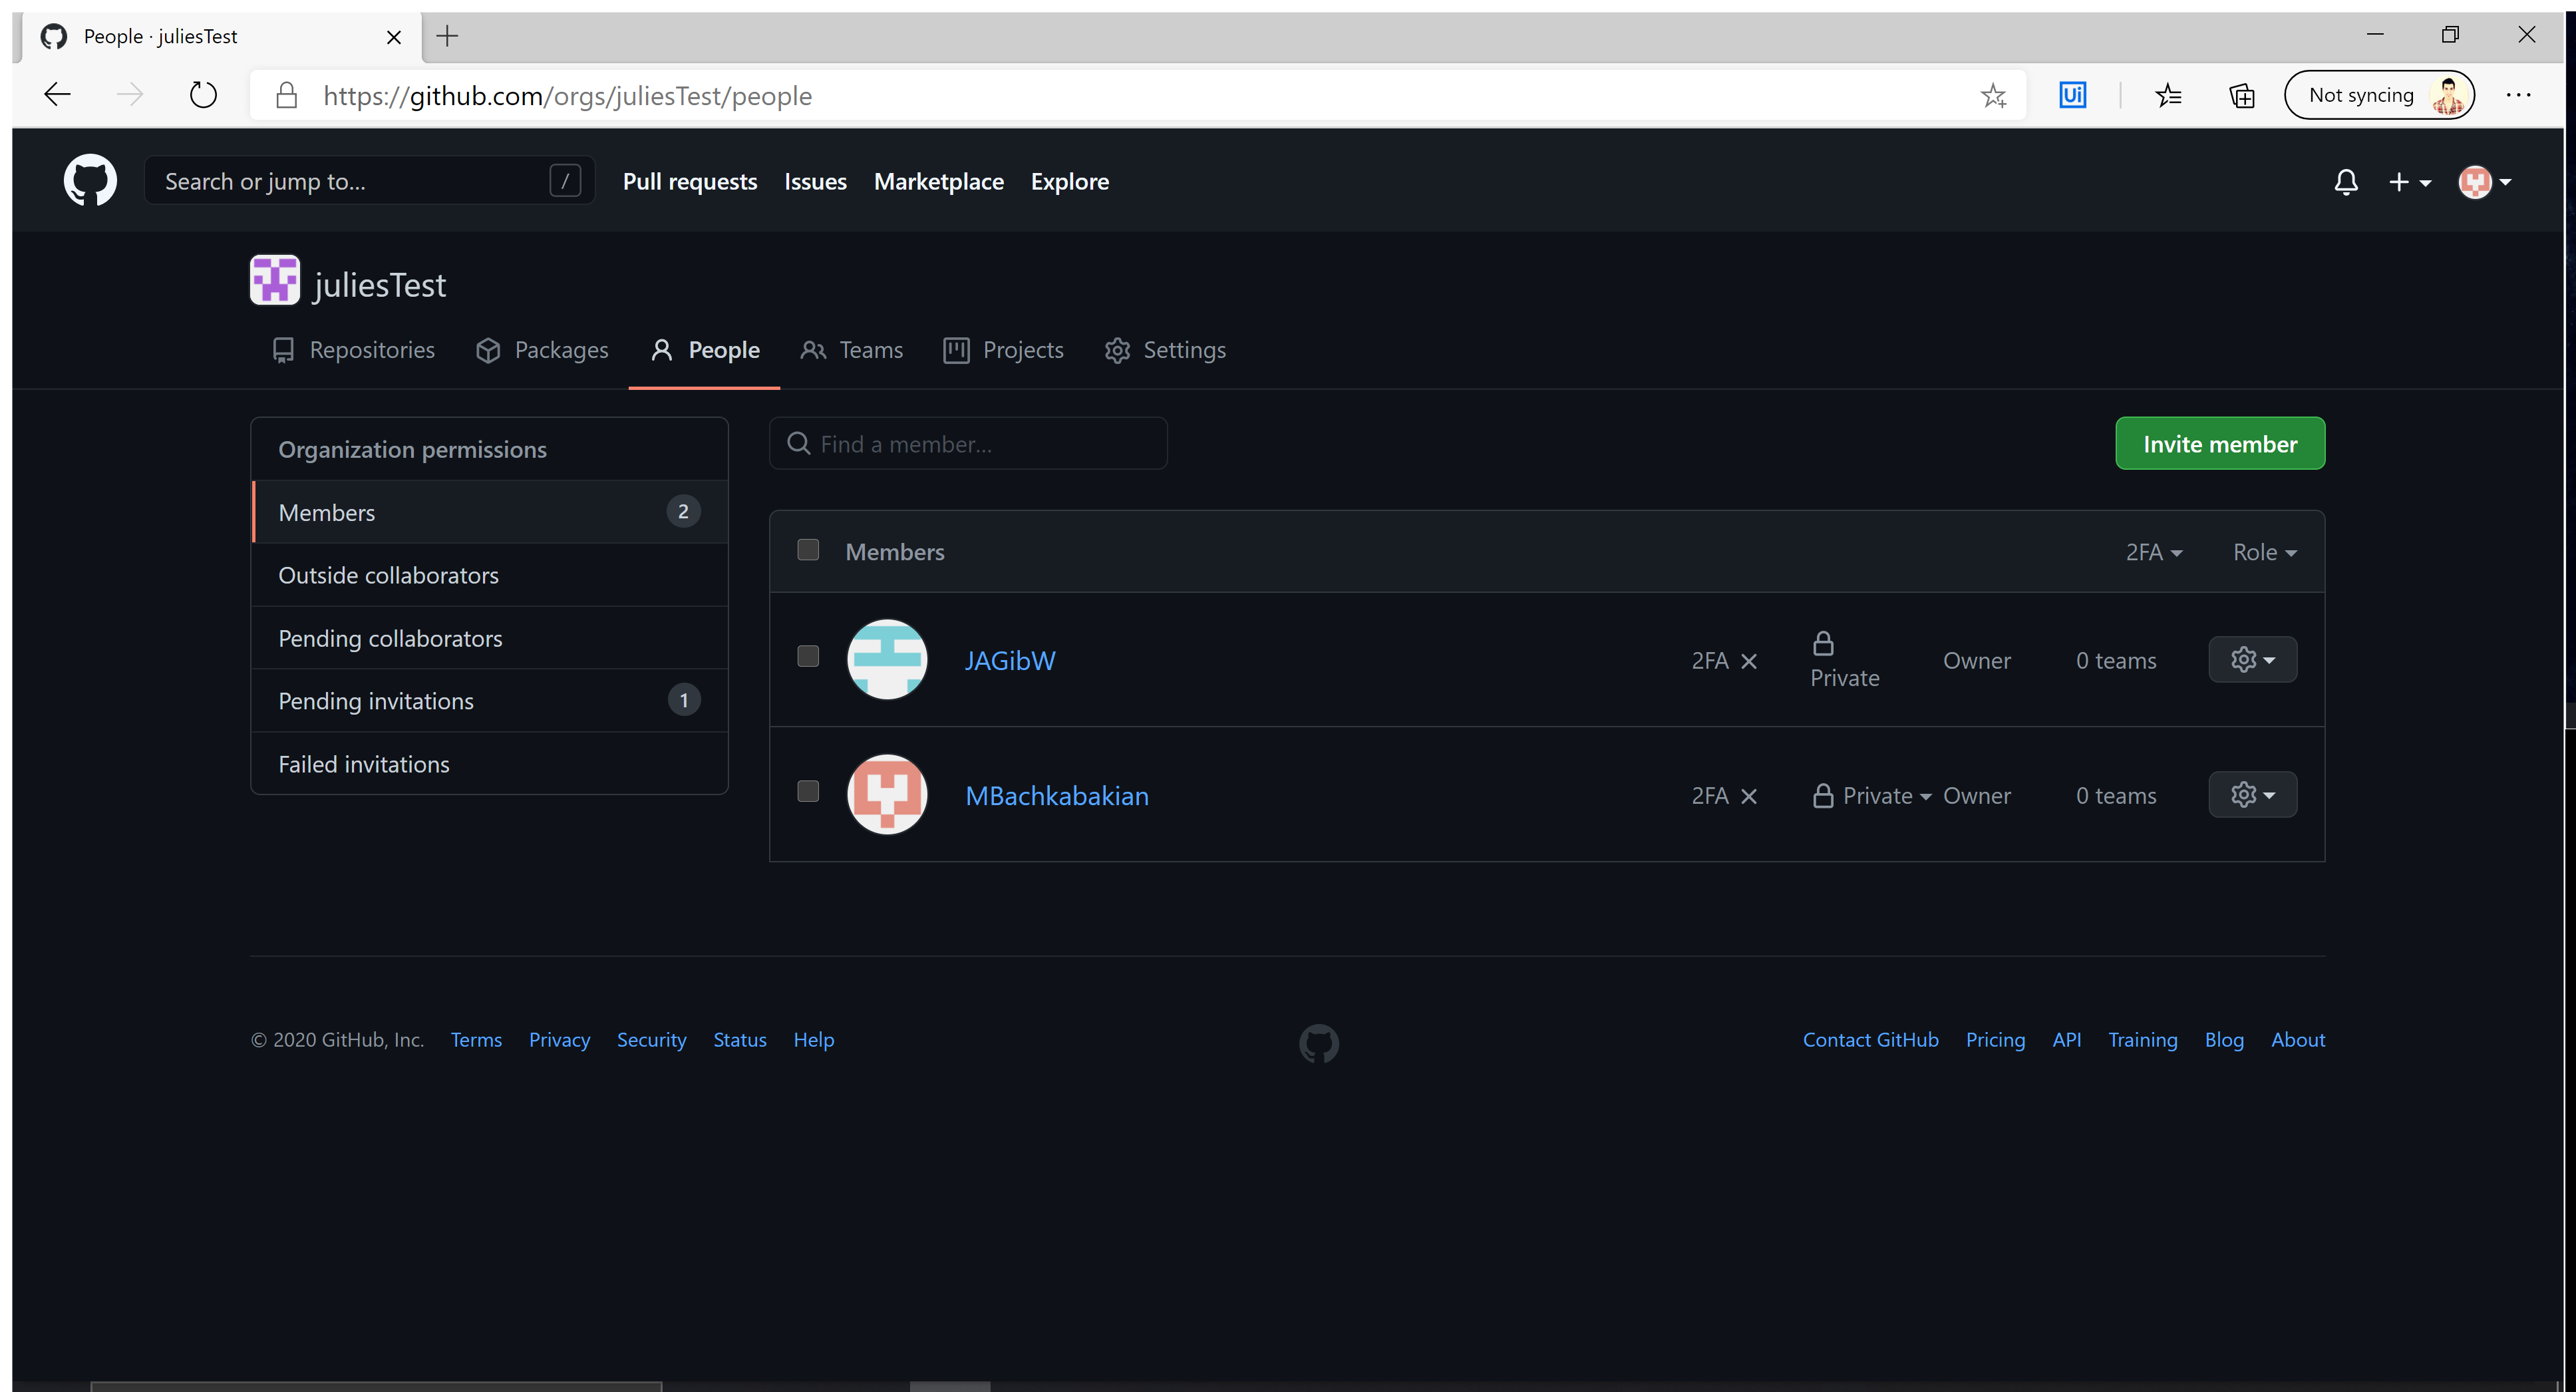 People · juliesTest
https://github.com/orgs/juliesTest/people
Ui
Not syncing
Search or jump to... /
Pull requests Issues Marketplace Explore
juliesTest
Repositories Packages People Teams Projects Settings
Organization permissions
Members 2
Outside collaborators
Pending collaborators
Pending invitations 1
Failed invitations
Find a member...
Invite member
Members 2FA Role
JAGibW 2FA Private Owner 0 teams
MBachkabakian 2FA Private Owner 0 teams
© 2020 GitHub, Inc. Terms Privacy Security Status Help
Contact GitHub Pricing API Training Blog About